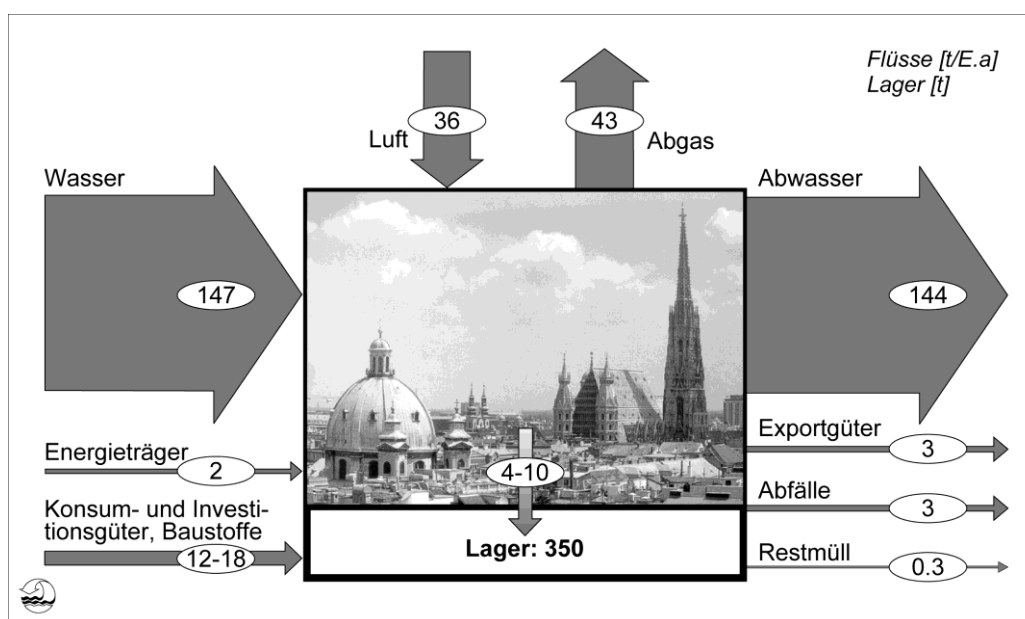 Flüsse [t/E.a]
Lager [t]
36
43
Luft
Abgas
Wasser
Abwasser
147
144
Energieträger
2
Exportgüter
3
4-10
Abfälle
3
Konsum- und Investi-
tionsgüter, Baustoffe
12-18
Lager: 350
Restmüll
0.3